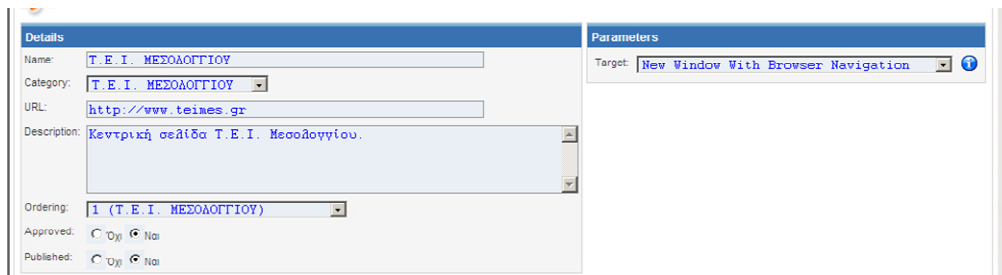 Details
Name: Τ.Ε.Ι. ΜΕΣΟΛΟΓΓΙΟΥ
Category: Τ.Ε.Ι. ΜΕΣΟΛΟΓΓΙΟΥ
URL: http://www.teimes.gr
Description: Κεντρική σελίδα Τ.Ε.Ι. Μεσολογγίου.
Ordering: 1 (Τ.Ε.Ι. ΜΕΣΟΛΟΓΓΙΟΥ)
Approved: Όχι Ναι
Published: Όχι Ναι
Parameters
Target: New Window With Browser Navigation